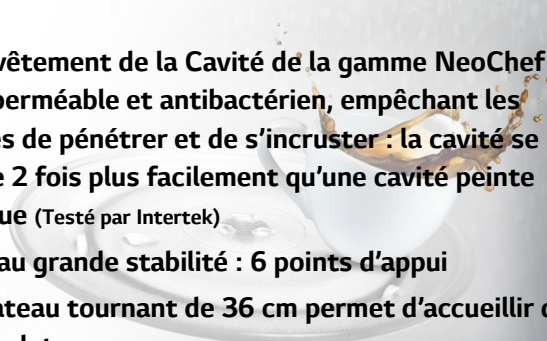 vêtement de la Cavité de la gamme NeoChef
perméable et antibactérien, empêchant les
es de pénétrer et de s'incruster : la cavité se
e 2 fois plus facilement qu'une cavité peinte
que (Testé par Intertek)
au grande stabilité : 6 points d'appui
ateau tournant de 36 cm permet d'accueillir d